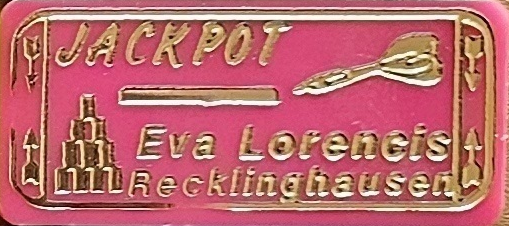 JACKPOT
Eva Lorencis
Recklinghausen